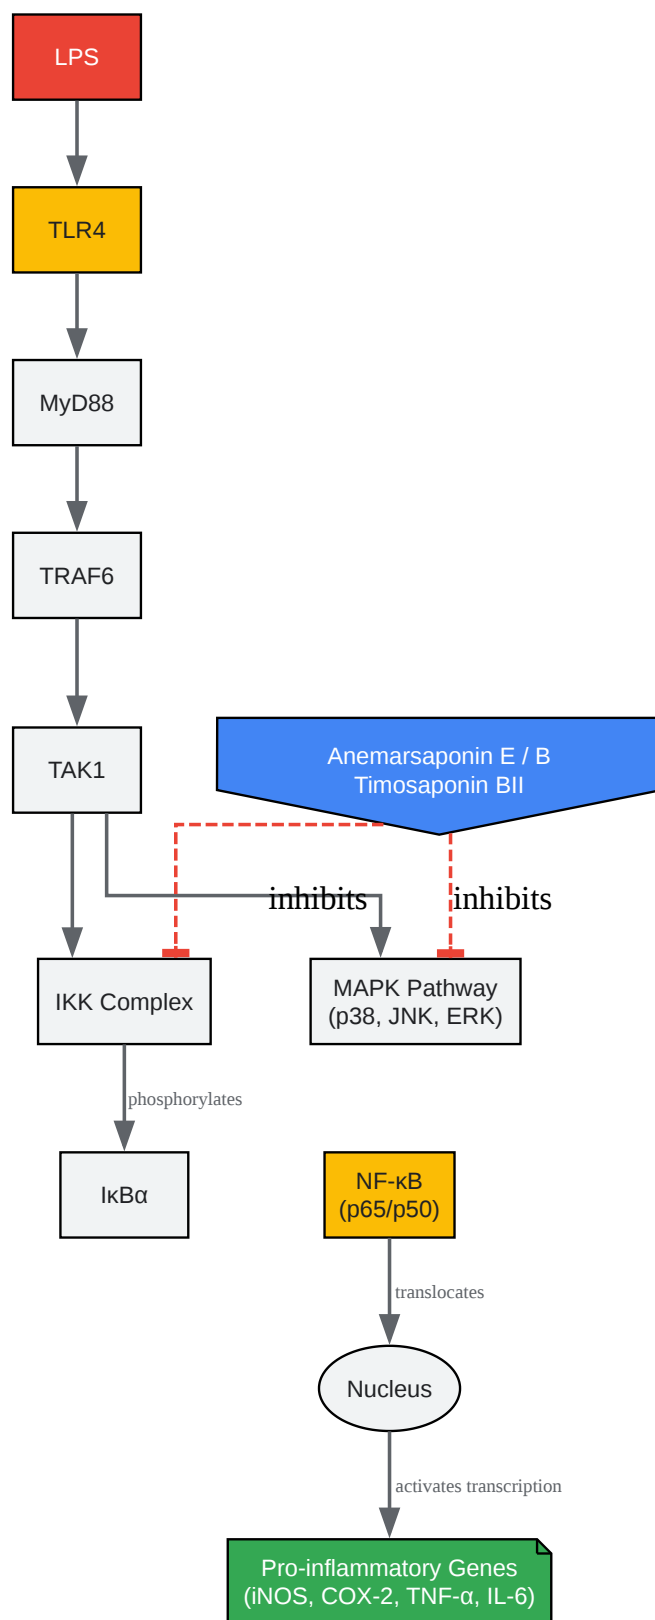 LPS
TLR4
MyD88
TRAF6
TAK1
Anemarsaponin E / B
Timosaponin BII
inhibits
inhibits
IKK Complex
MAPK Pathway
(p38, JNK, ERK)
phosphorylates
IκBα
NF-κB
(p65/p50)
translocates
Nucleus
activates transcription
Pro-inflammatory Genes
(iNOS, COX-2, TNF-α, IL-6)